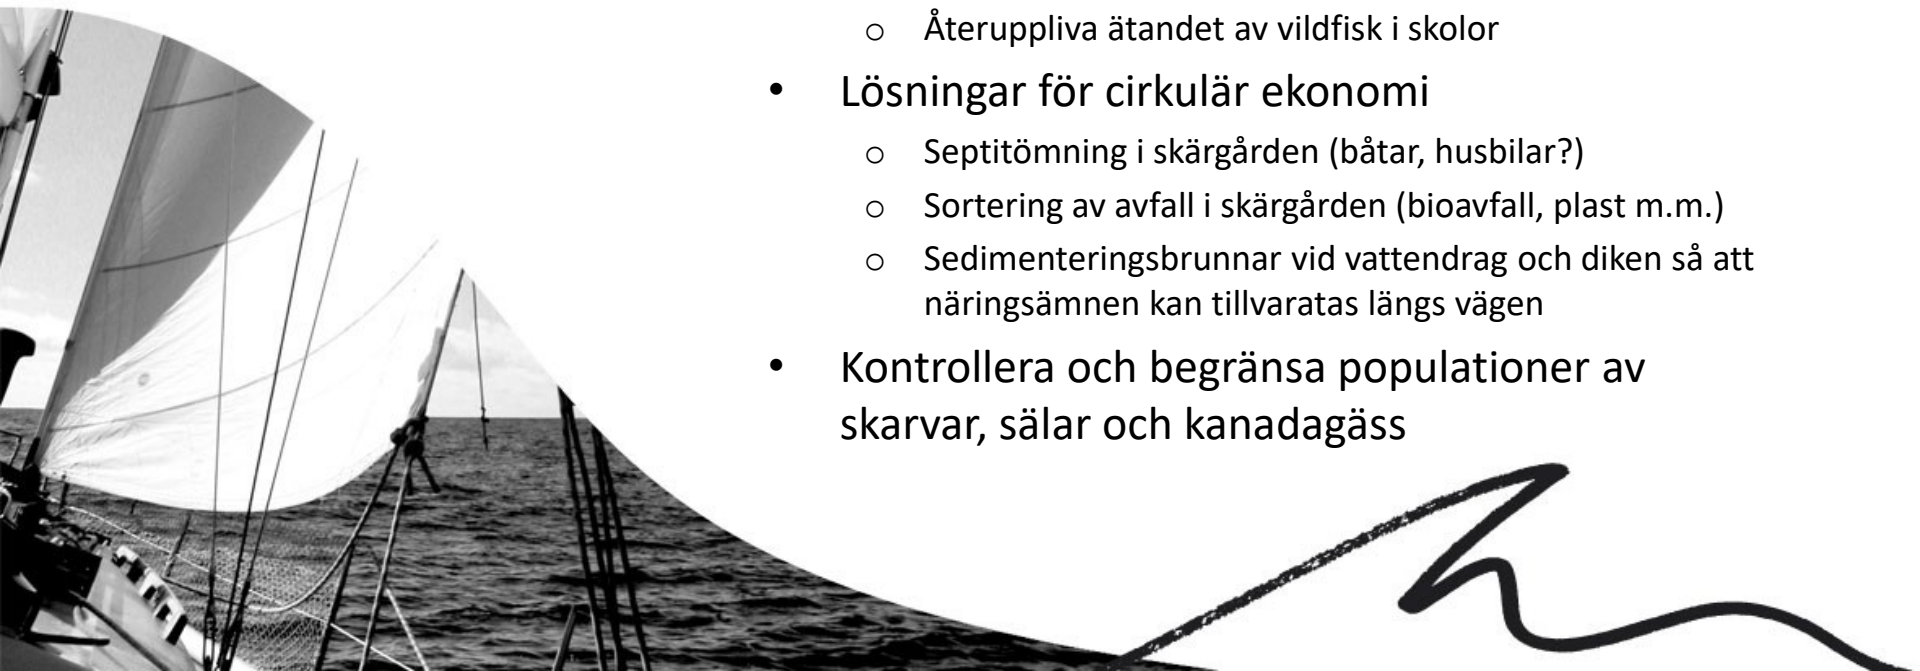 o Återuppliva ätandet av vildfisk i skolor
• Lösningar för cirkulär ekonomi
o Septitömning i skärgården (båtar, husbilar?)
o Sortering av avfall i skärgården (bioavfall, plast m.m.)
o Sedimenteringsbrunnar vid vattendrag och diken så att
näringsämnen kan tillvaratas längs vägen
• Kontrollera och begränsa populationer av
skarvar, sälar och kanadagäss